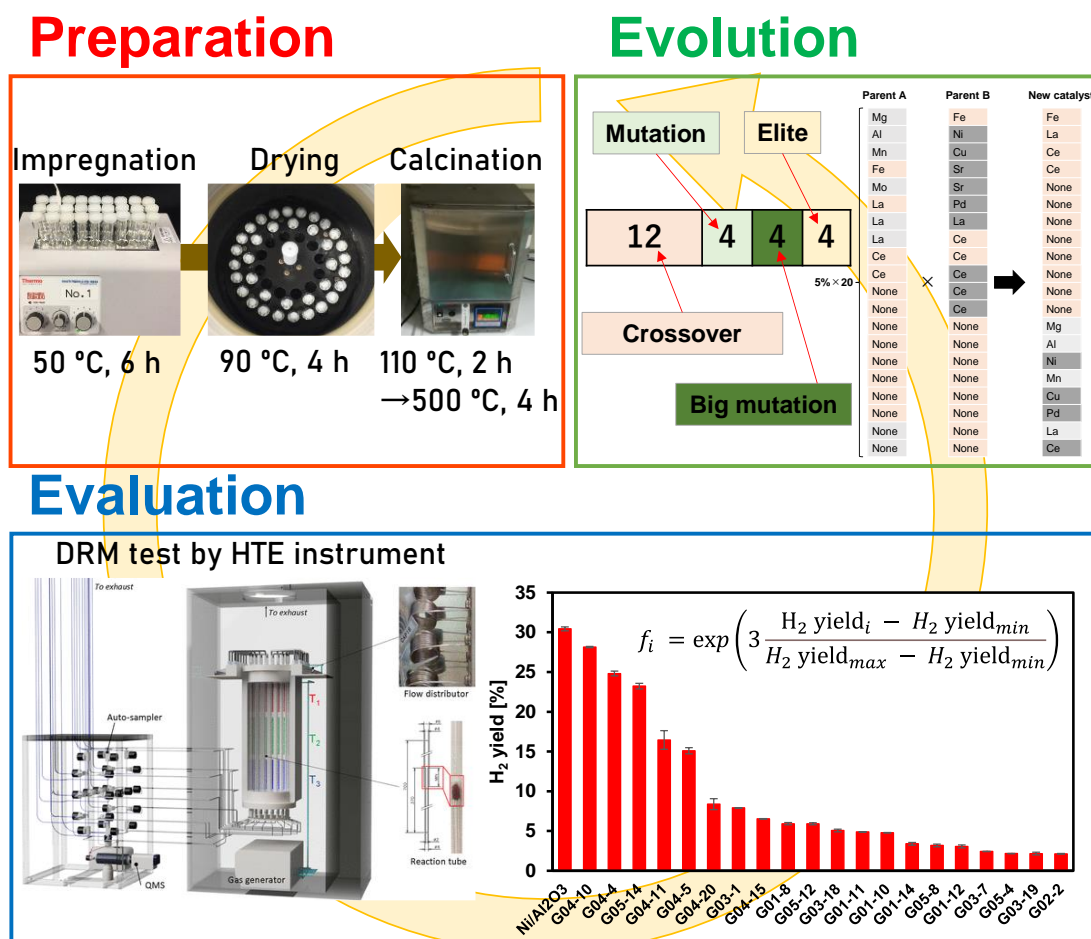 Preparation
Evolution
Impregnation
Drying
Calcination
No.1
50 °C, 6 h
90 °C, 4 h
110 °C, 2 h
→500 °C, 4 h
Mutation
Elite
12
4
4
4
Crossover
Big mutation
5%×20
Parent A
Mg
Al
Mn
Fe
Mo
La
La
La
Ce
Ce
None
None
None
None
None
None
None
None
None
None
×
Parent B
Fe
Ni
Cu
Sr
Sr
Pd
La
Ce
Ce
Ce
Ce
Ce
None
None
None
None
None
None
None
None
New catalyst
Fe
La
Ce
Ce
None
None
None
None
None
None
None
None
Mg
Al
Ni
Mn
Cu
Pd
La
Ce
Evaluation
DRM test by HTE instrument
To exhaust
Auto-sampler
QMS
To exhaust
T1
T2
T3
Gas generator
Flow distributor
Reaction tube
H2 yield [%]
35
30
25
20
15
10
5
0
fi = exp(3 (H2 yieldi − H2 yieldmin) / (H2 yieldmax − H2 yieldmin))
Ni/Al2O3
G04-10
G04-4
G05-14
G04-11
G04-5
G04-20
G03-1
G04-15
G01-8
G05-12
G03-18
G01-11
G01-10
G01-14
G05-8
G01-12
G03-7
G05-4
G03-19
G02-2